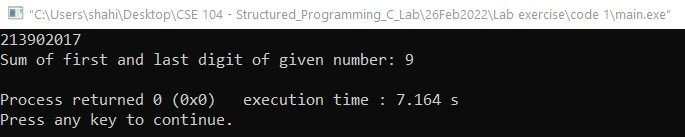 "C:\Users\shahi\Desktop\CSE 104 - Structured_Programming_C_Lab\26Feb2022\Lab exercise\code 1\main.exe"
213902017
Sum of first and last digit of given number: 9
Process returned 0 (0x0)   execution time : 7.164 s
Press any key to continue.